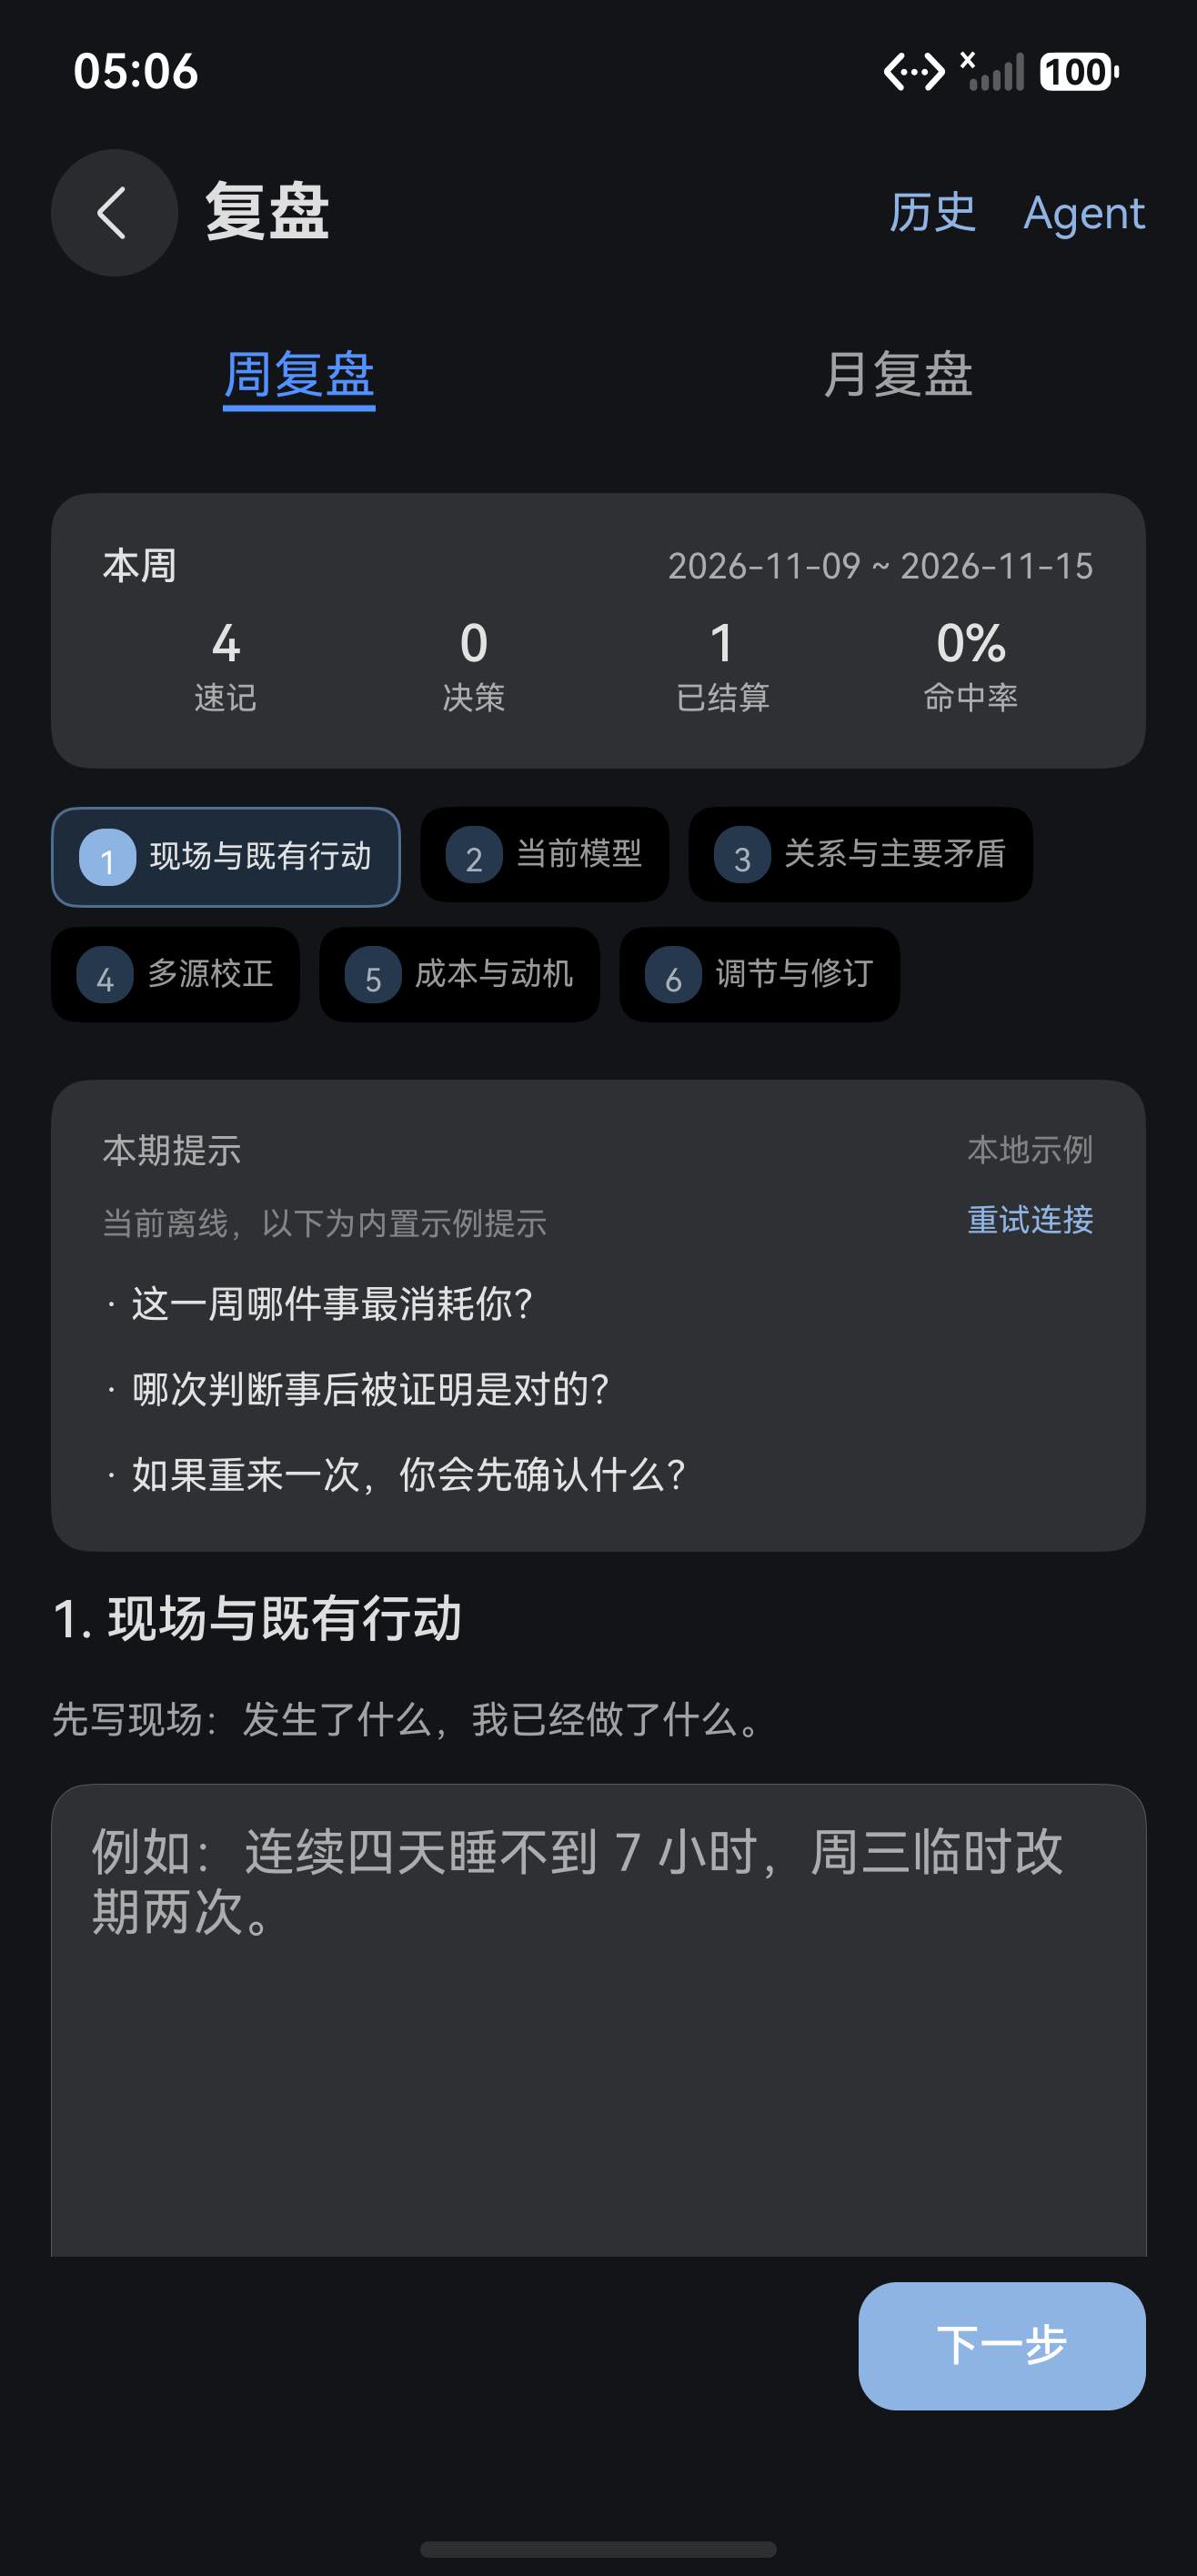 05:06
100
复盘
历史 Agent
周复盘 月复盘
本周 2026-11-09 ~ 2026-11-15
4 0 1 0%
速记 决策 已结算 命中率
1 现场与既有行动 2 当前模型 3 关系与主要矛盾
4 多源校正 5 成本与动机 6 调节与修订
本期提示 本地示例
当前离线，以下为内置示例提示 重试连接
· 这一周哪件事最消耗你？
· 哪次判断事后被证明是对的？
· 如果重来一次，你会先确认什么？
1. 现场与既有行动
先写现场：发生了什么，我已经做了什么。
例如：连续四天睡不到 7 小时，周三临时改
期两次。
下一步